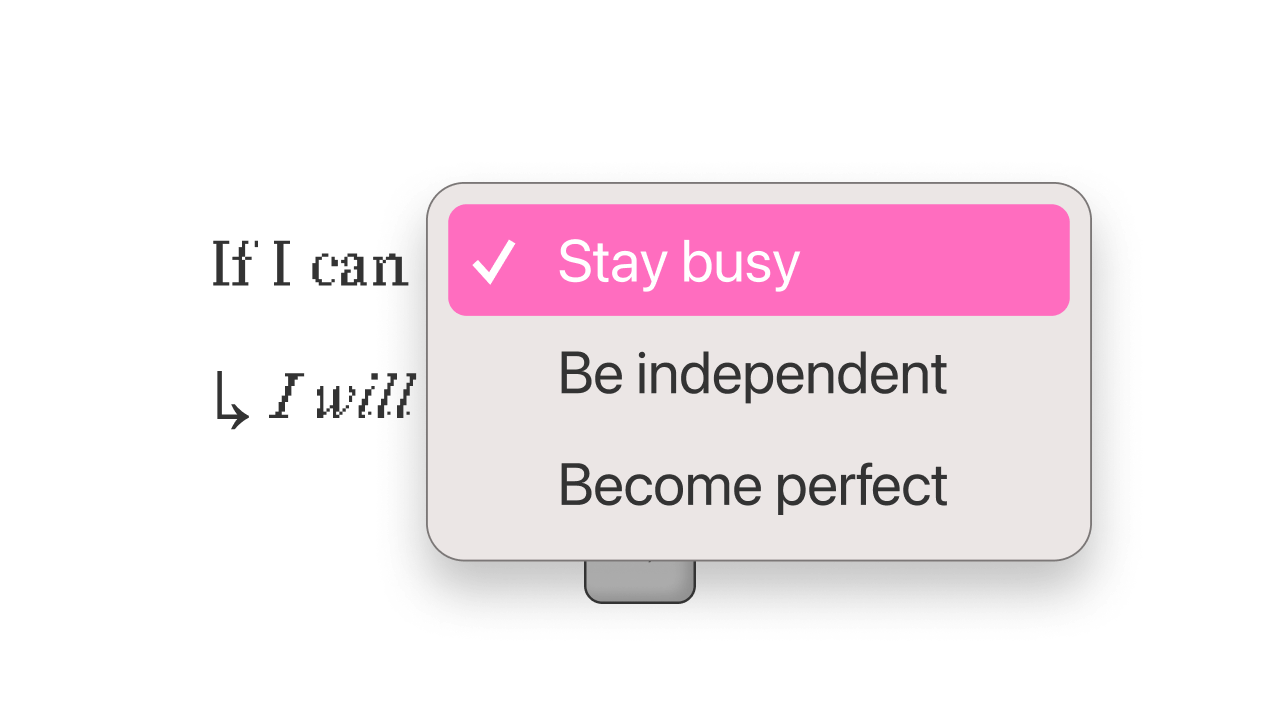 If I can
Stay busy
Be independent
↳ I will
Become perfect